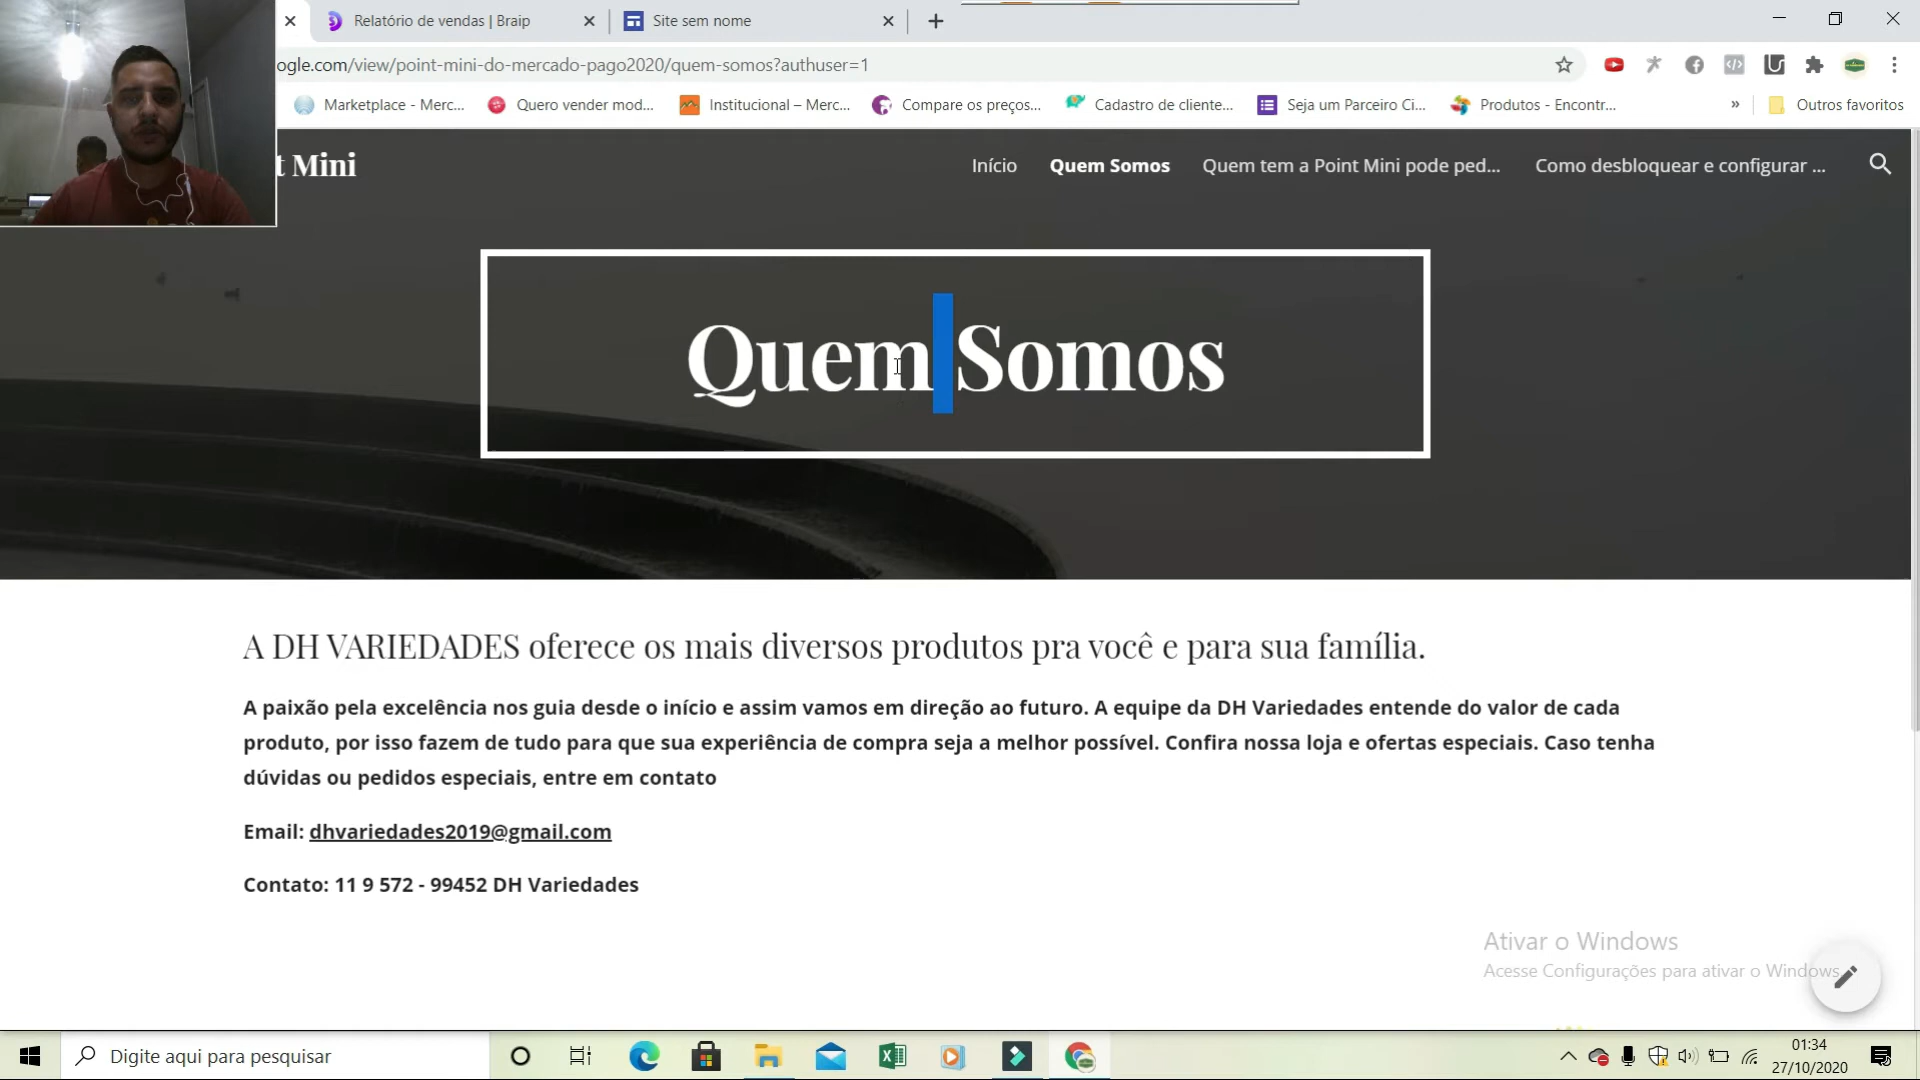 Relatório de vendas | Braip
Site sem nome
ogle.com/view/point-mini-do-mercado-pago2020/quem-somos?authuser=1
Marketplace - Merc...
Quero vender mod...
Institucional – Merc...
Compare os preços...
Cadastro de cliente...
Seja um Parceiro Ci...
Produtos - Encontr...
»
Outros favoritos
t Mini
Início
Quem Somos
Quem tem a Point Mini pode ped...
Como desbloquear e configurar ...
Quem Somos
A DH VARIEDADES oferece os mais diversos produtos pra você e para sua família.
A paixão pela excelência nos guia desde o início e assim vamos em direção ao futuro. A equipe da DH Variedades entende do valor de cada
produto, por isso fazem de tudo para que sua experiência de compra seja a melhor possível. Confira nossa loja e ofertas especiais. Caso tenha
dúvidas ou pedidos especiais, entre em contato
Email: dhvariedades2019@gmail.com
Contato: 11 9 572 - 99452 DH Variedades
Ativar o Windows
Acesse Configurações para ativar o Windows.
Digite aqui para pesquisar
01:34
27/10/2020